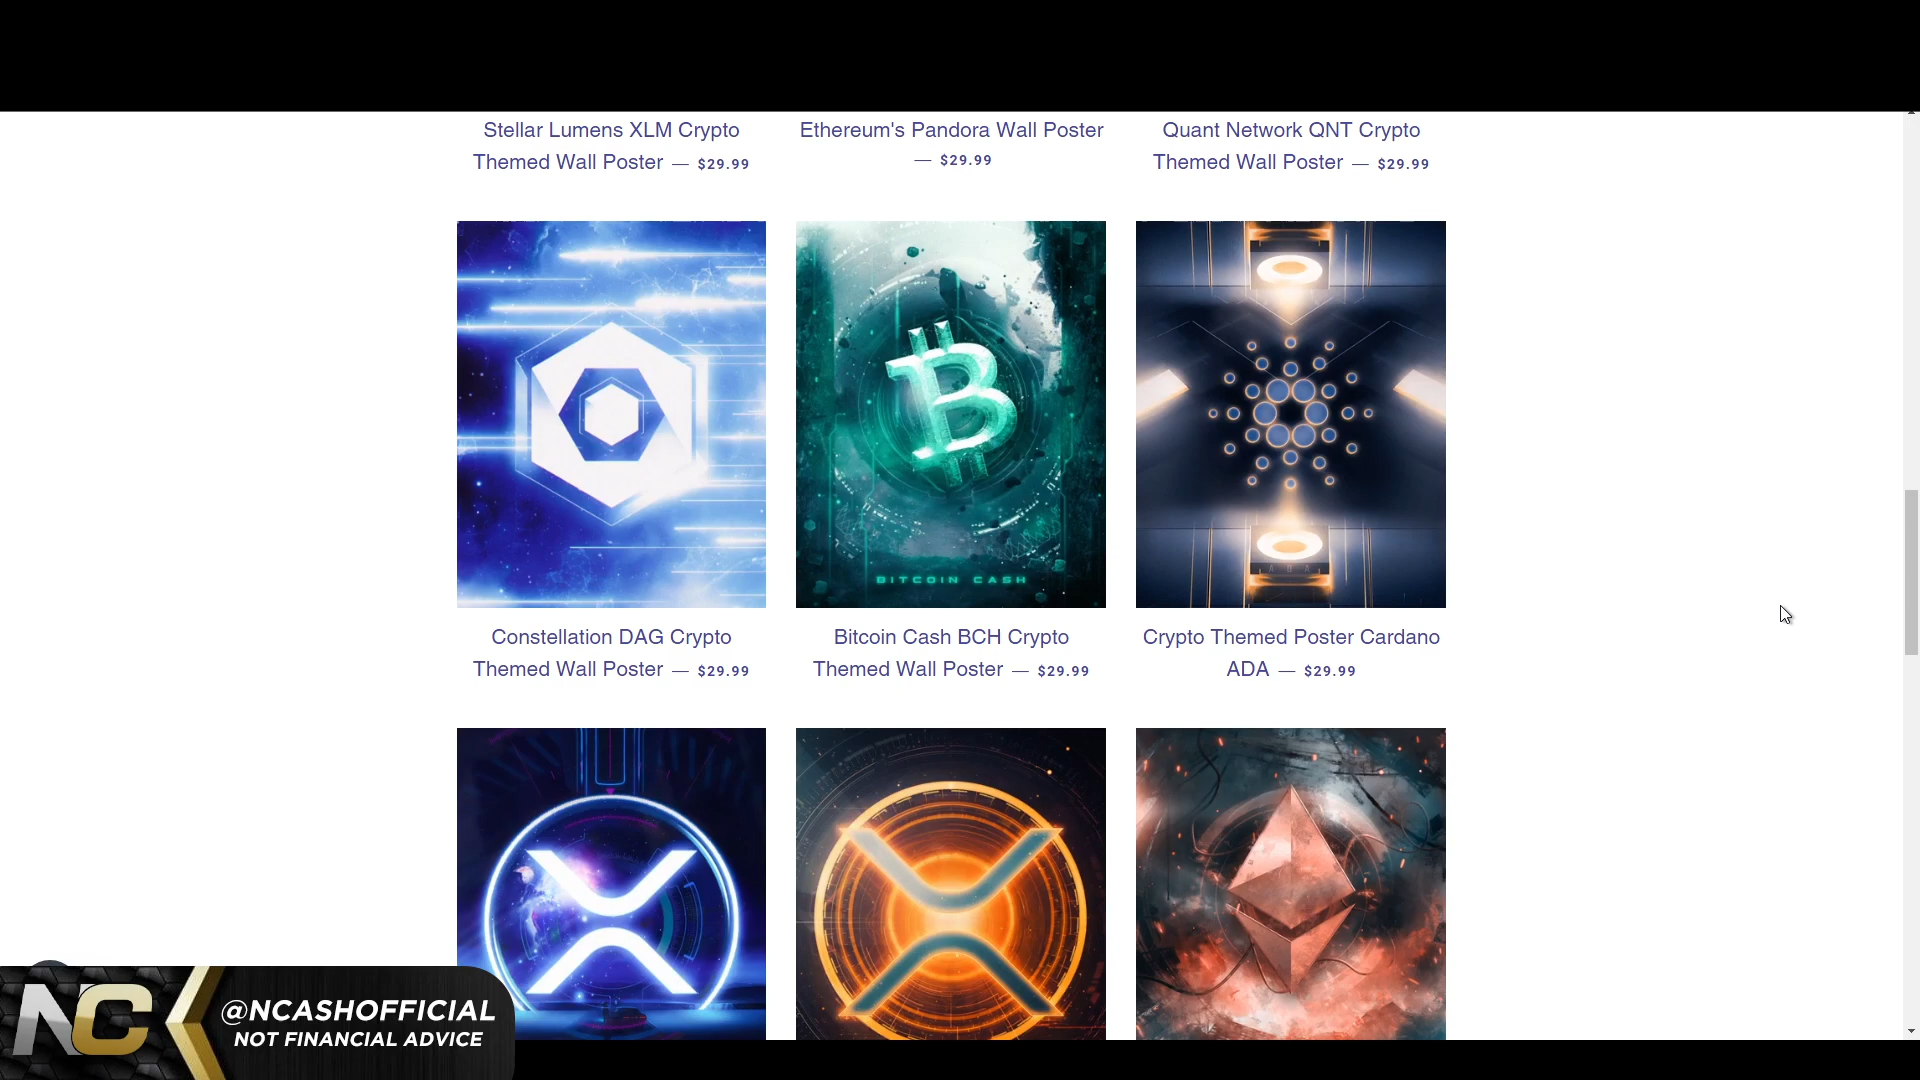 Stellar Lumens XLM Crypto
Themed Wall Poster — $29.99
Ethereum's Pandora Wall Poster
— $29.99
Quant Network QNT Crypto
Themed Wall Poster — $29.99
BITCOIN CASH
ADA
Constellation DAG Crypto
Themed Wall Poster — $29.99
Bitcoin Cash BCH Crypto
Themed Wall Poster — $29.99
Crypto Themed Poster Cardano
ADA — $29.99
NC
@NCASHOFFICIAL
NOT FINANCIAL ADVICE